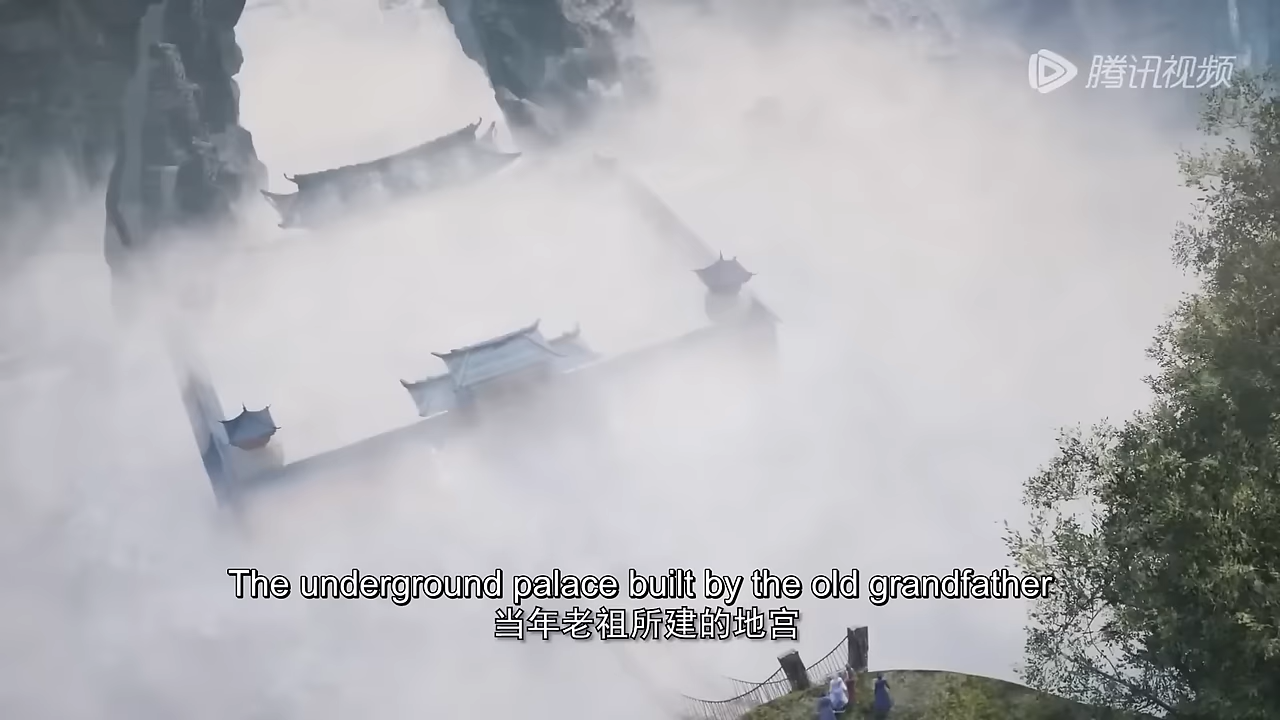 腾讯视频
The underground palace built by the old grandfather
当年老祖所建的地宫